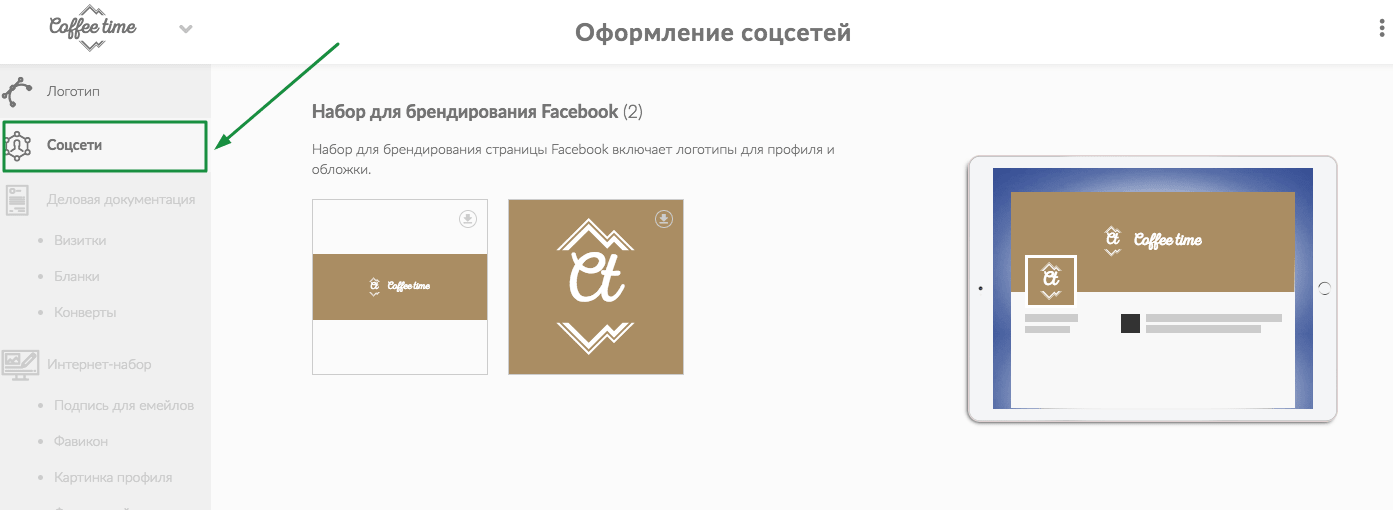 Coffee time
Оформление соцсетей
Логотип
Соцсети
Деловая документация
Визитки
Бланки
Конверты
Интернет-набор
Подпись для емейлов
Фавикон
Картинка профиля
Набор для брендирования Facebook (2)
Набор для брендирования страницы Facebook включает логотипы для профиля и
обложки.
Ct Coffee time
Ct
Ct Coffee time
Ct